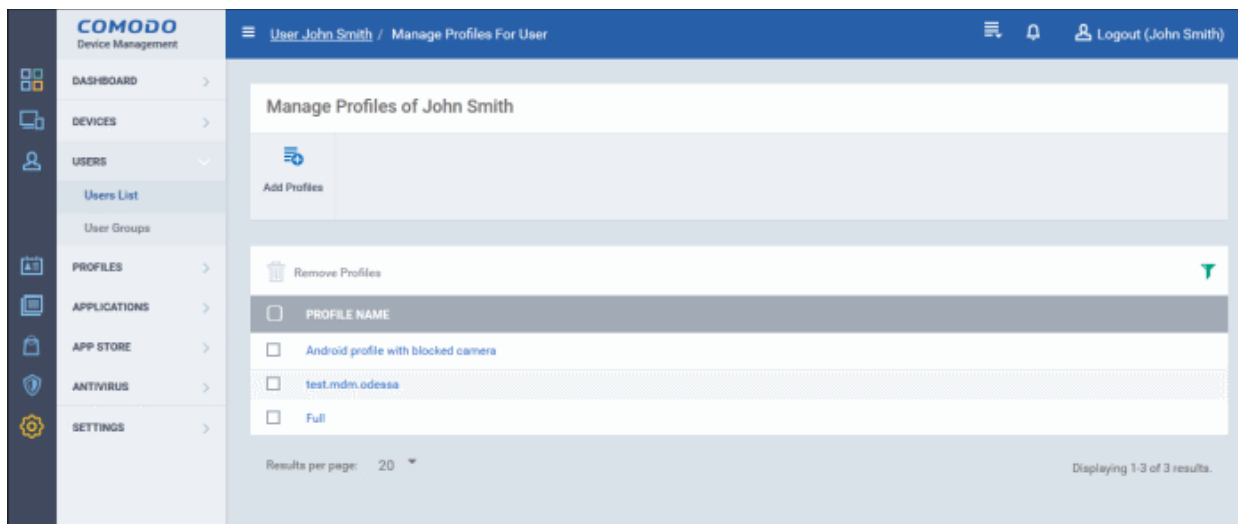 COMODO
Device Management
User John Smith / Manage Profiles For User
Logout (John Smith)
DASHBOARD
DEVICES
USERS
Users List
User Groups
PROFILES
APPLICATIONS
APP STORE
ANTIVIRUS
SETTINGS
Manage Profiles of John Smith
Add Profiles
Remove Profiles
PROFILE NAME
Android profile with blocked camera
test.mdm.odessa
Full
Results per page: 20
Displaying 1-3 of 3 results.